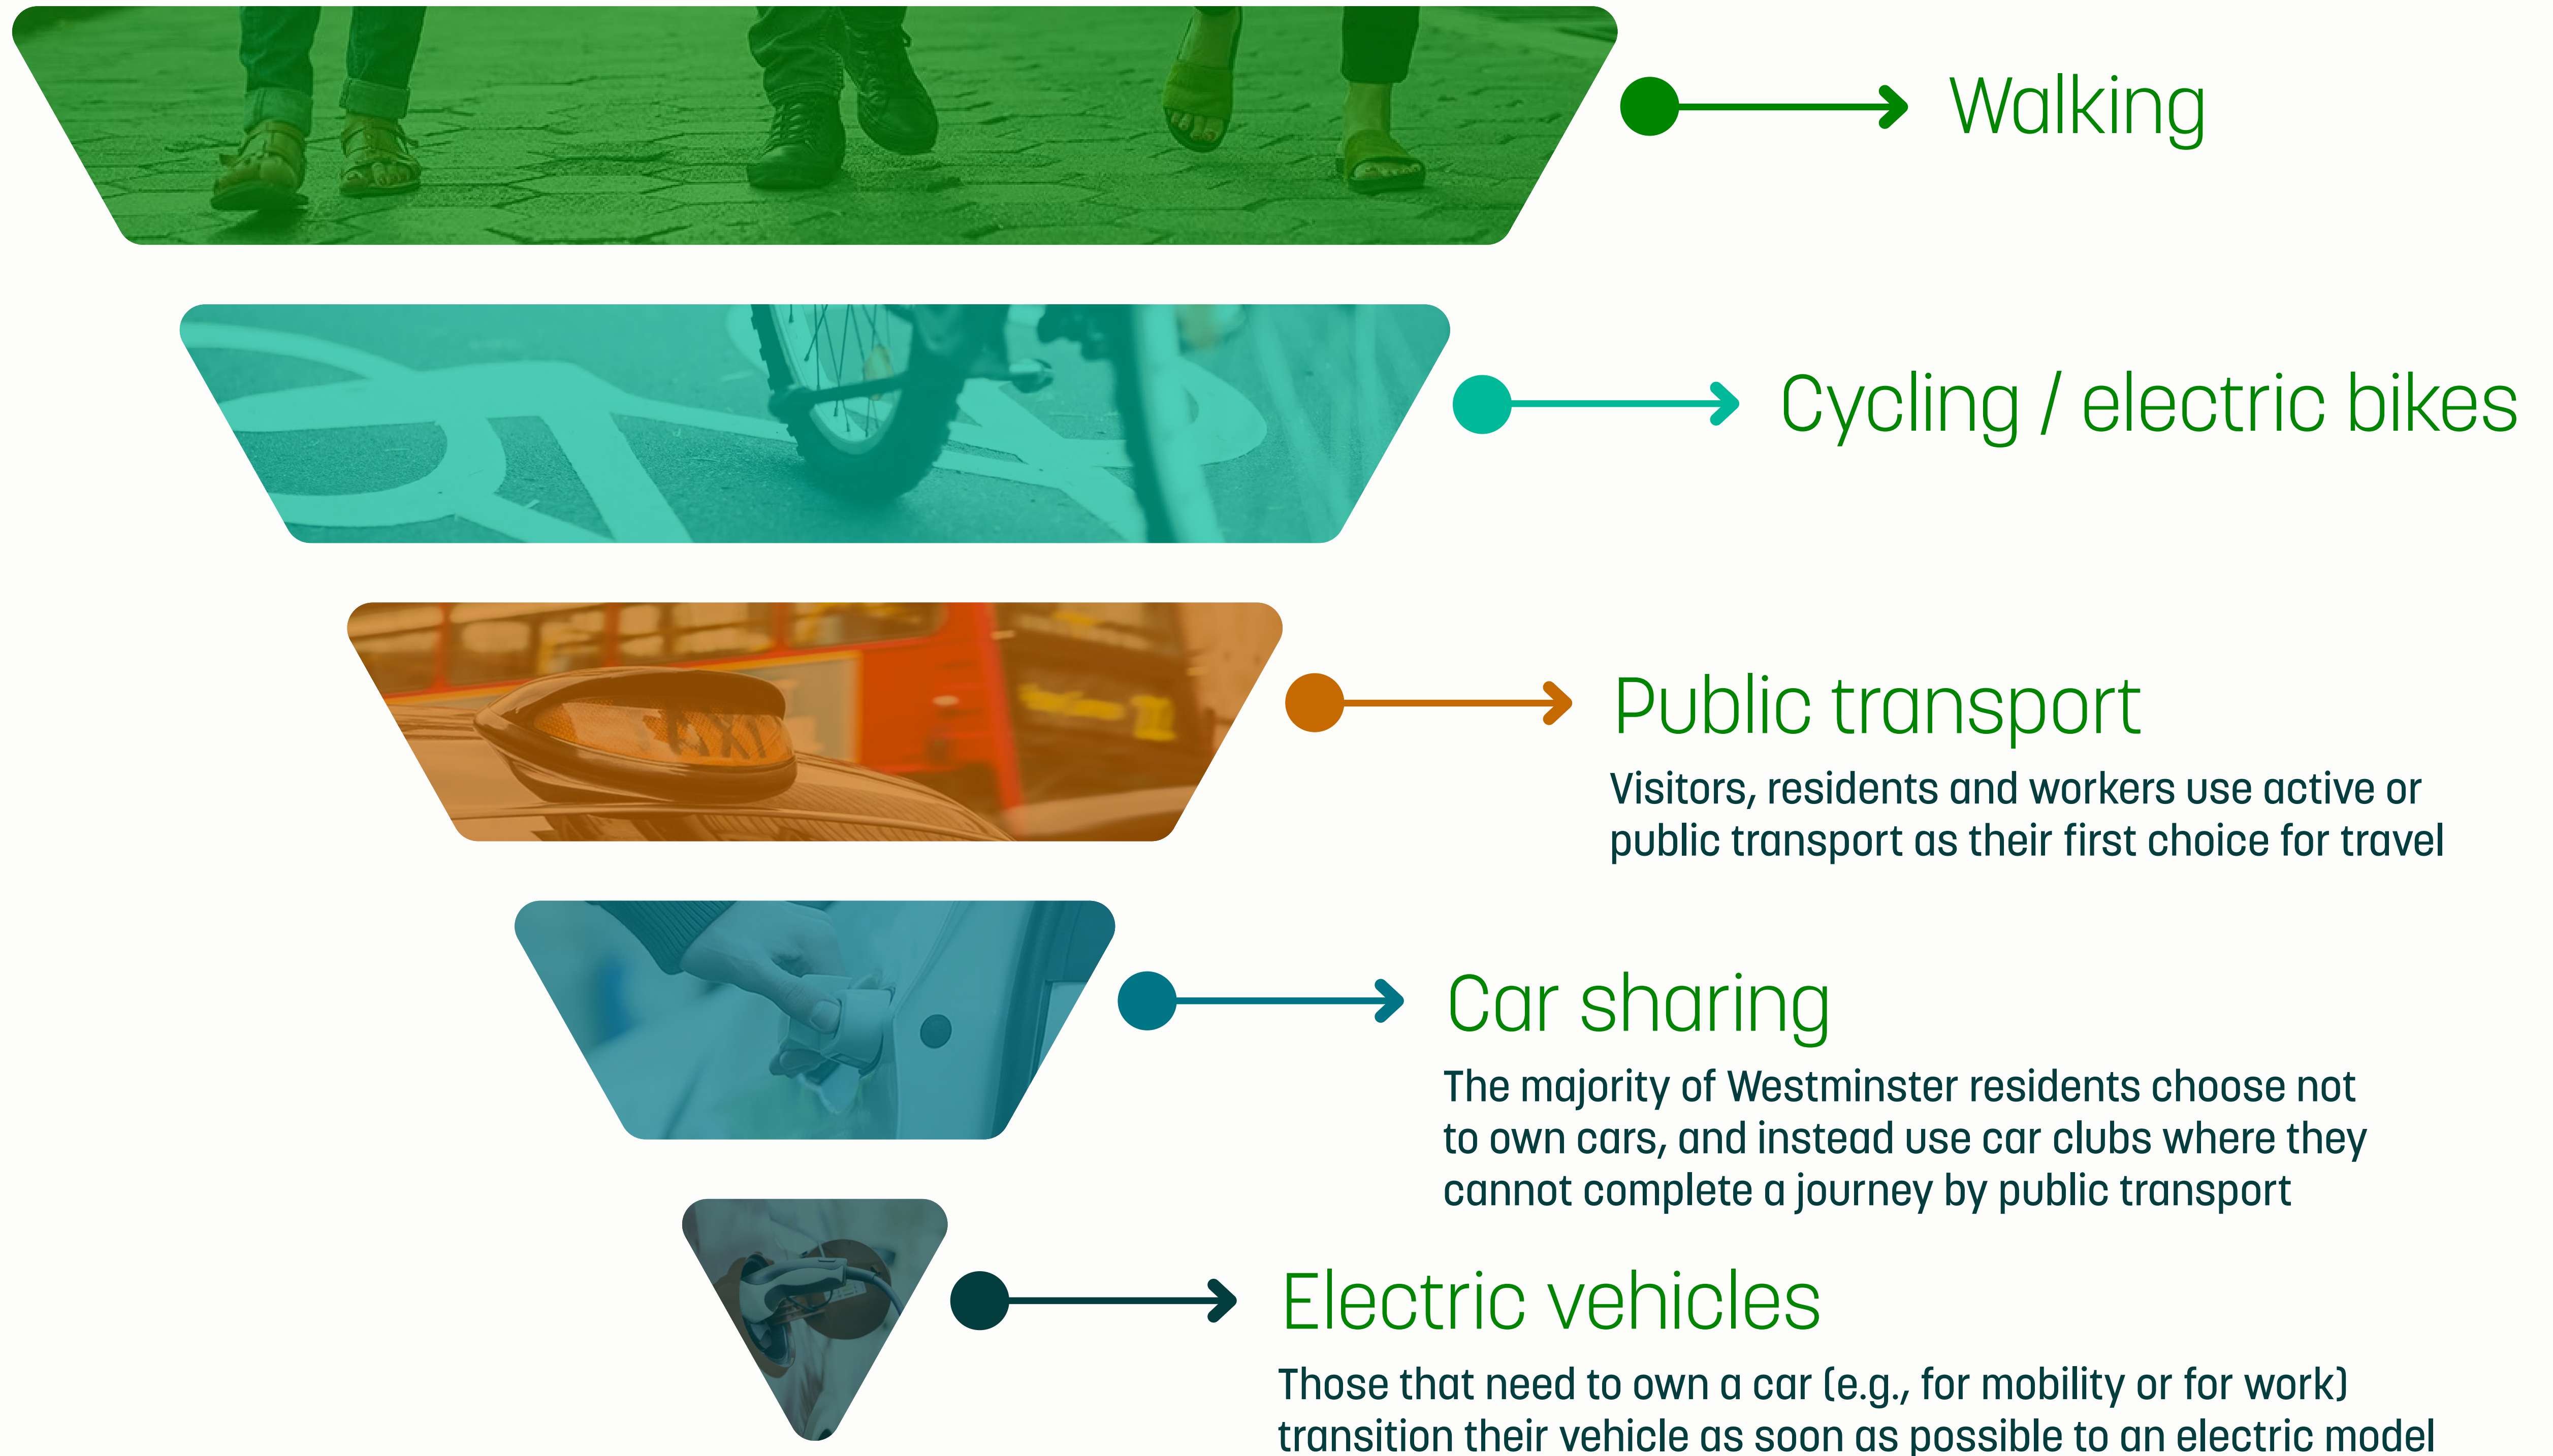 Walking
Cycling / electric bikes
TAXI
Public transport
Visitors, residents and workers use active or
public transport as their first choice for travel
Car sharing
The majority of Westminster residents choose not
to own cars, and instead use car clubs where they
cannot complete a journey by public transport
Electric vehicles
Those that need to own a car (e.g., for mobility or for work)
transition their vehicle as soon as possible to an electric model